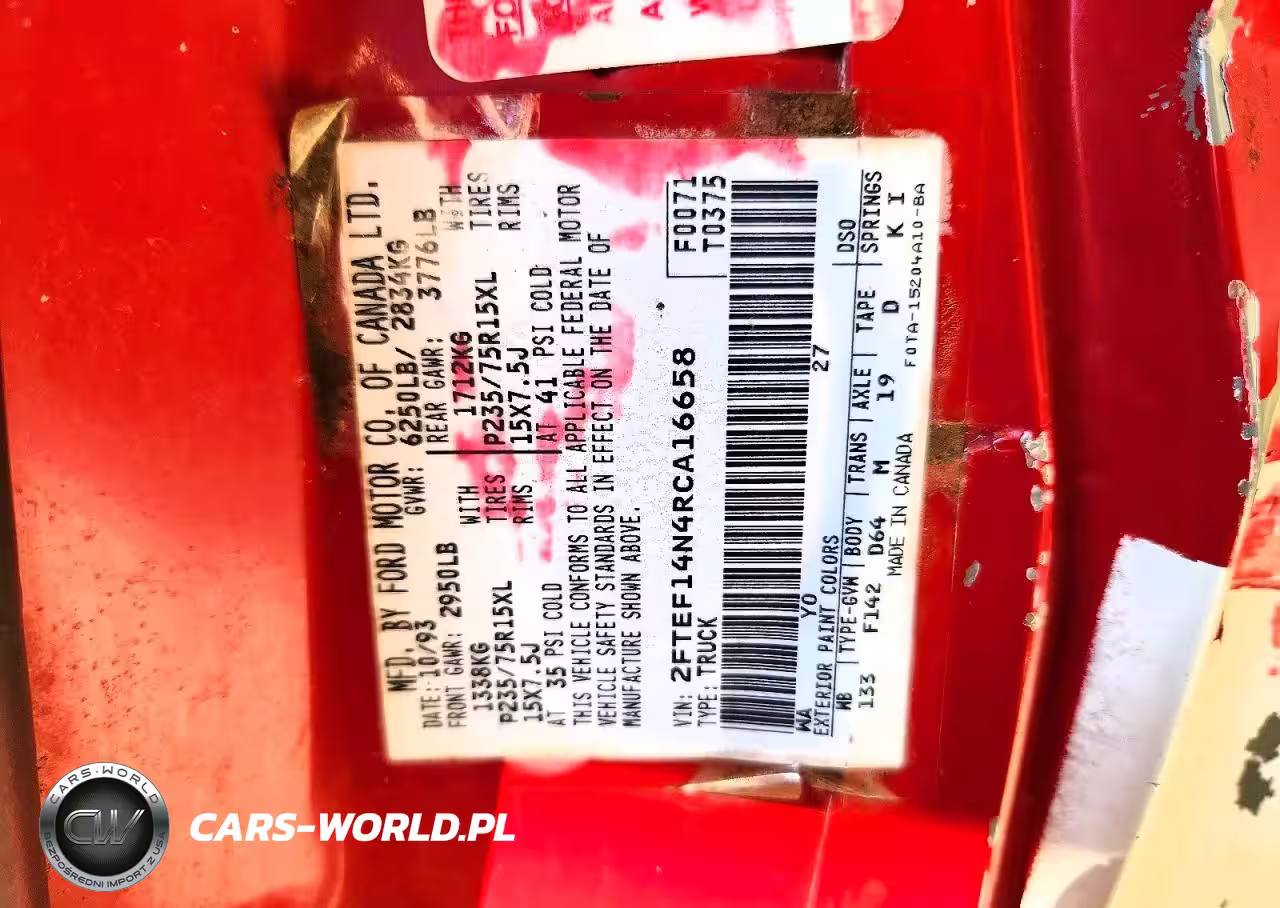 MFD. BY FORD MOTOR CO. OF CANADA LTD.
DATE: 10/93 GVWR: 6250LB/ 2834KG
FRONT GAWR: 2950LB REAR GAWR: 3776LB
1338KG WITH 1712KG WITH
P235/75R15XL TIRES P235/75R15XL TIRES
15X7.5J RIMS 15X7.5J RIMS
AT 35 PSI COLD AT 41 PSI COLD
THIS VEHICLE CONFORMS TO ALL APPLICABLE FEDERAL MOTOR
VEHICLE SAFETY STANDARDS IN EFFECT ON THE DATE OF
MANUFACTURE SHOWN ABOVE.
F0071
T0375
VIN: 2FTEF14N4RCA16658
TYPE: TRUCK
WA YO 27
EXTERIOR PAINT COLORS DSO
WB TYPE-GVW BODY TRANS AXLE TAPE SPRINGS
133 F142 D64 M 19 D K I
MADE IN CANADA F0TA-15204A10-BA
CARS-WORLD
CW
BEZPOŚREDNI IMPORT Z USA
CARS-WORLD.PL